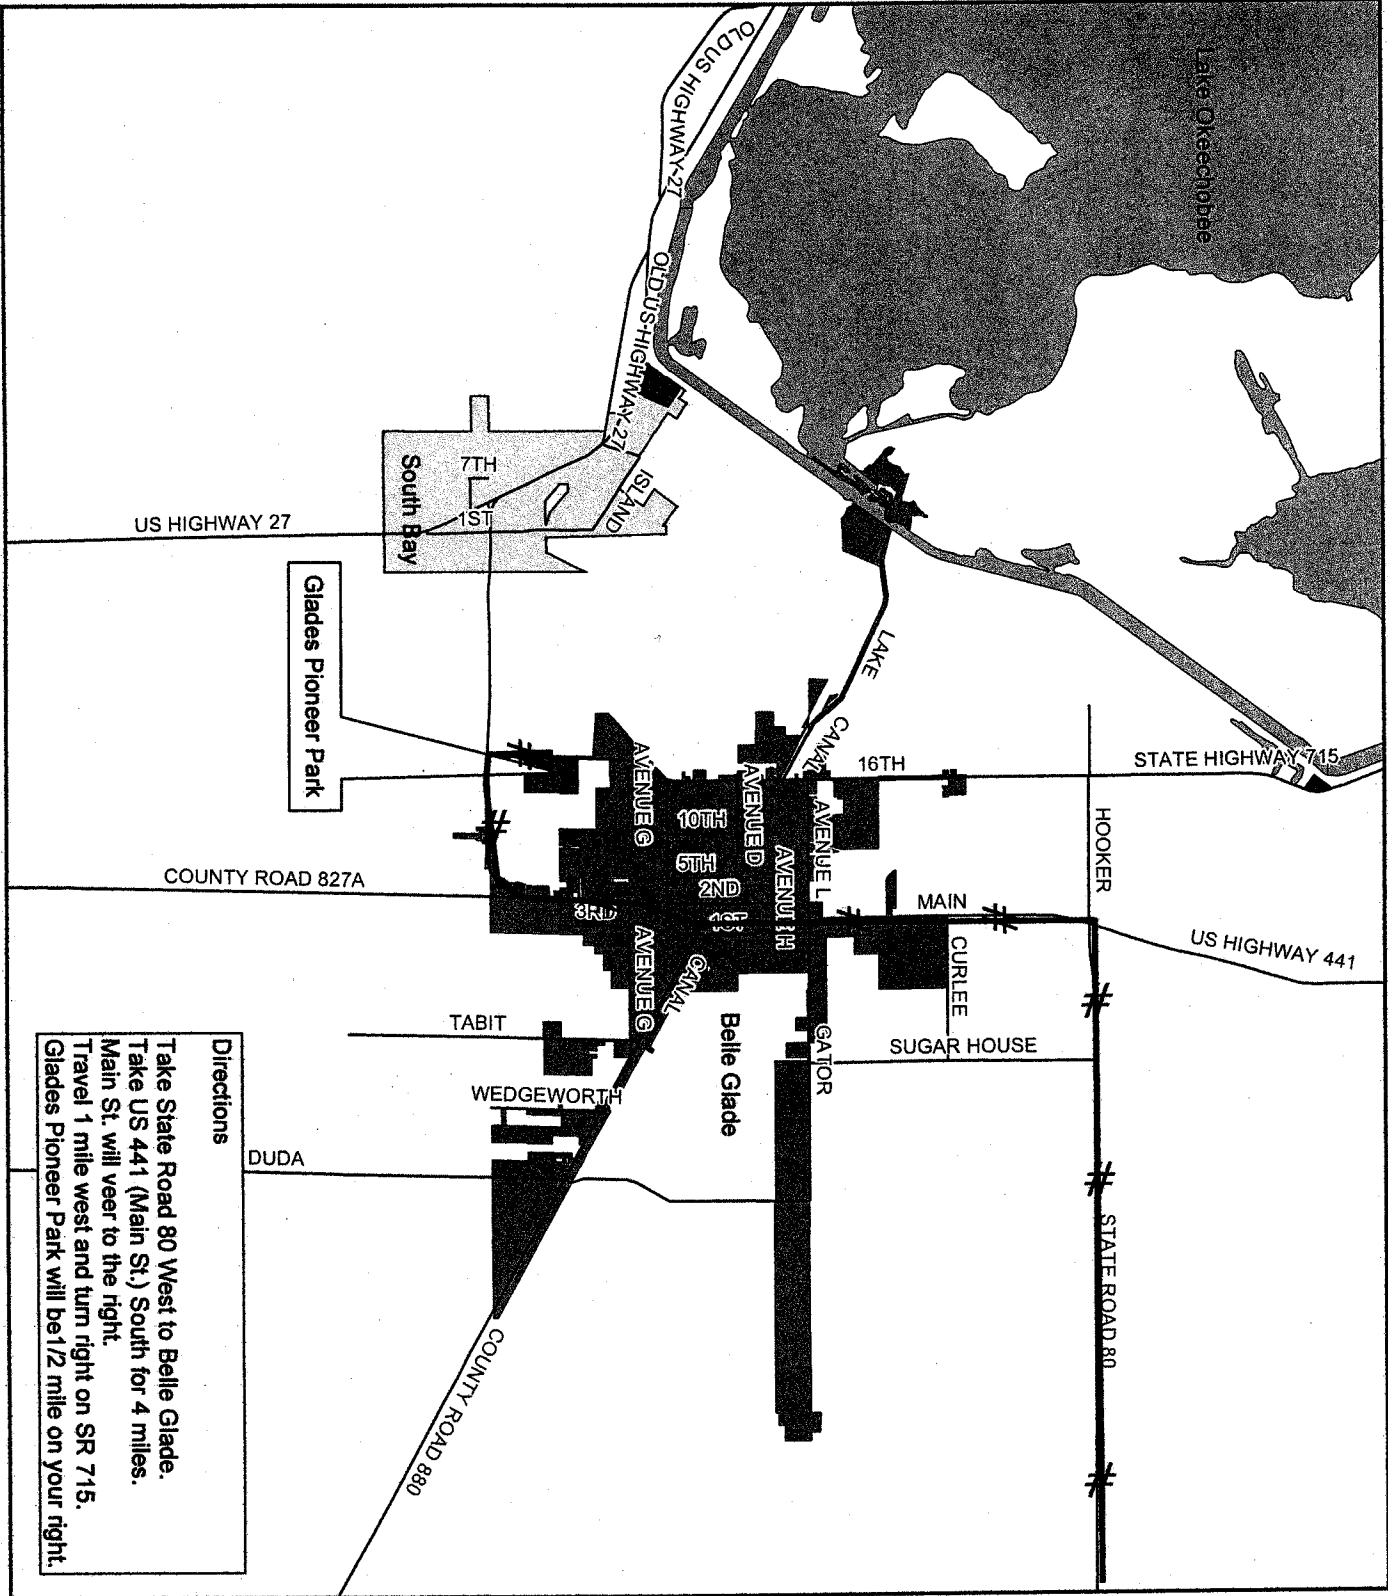 Lake Okeechobee
OLD US HIGHWAY 27
OLD US HIGHWAY 27
ISLAND
7TH
1ST
South Bay
US HIGHWAY 27
Glades Pioneer Park
LAKE
CANAL
16TH
STATE HIGHWAY 715
HOOKER
AVENUE G
10TH
AVENUE D
AVENUE L
5TH
2ND
AVENUE H
COUNTY ROAD 827A
3RD
1ST
MAIN
US HIGHWAY 441
AVENUE G
CANAL
CURLEE
TABIT
Belle Glade
GATOR
SUGAR HOUSE
WEDGEWORTH
DUDA
STATE ROAD 80
COUNTY ROAD 880
Directions
Take State Road 80 West to Belle Glade.
Take US 441 (Main St.) South for 4 miles.
Main St. will veer to the right.
Travel 1 mile west and turn right on SR 715.
Glades Pioneer Park will be1/2 mile on your right.